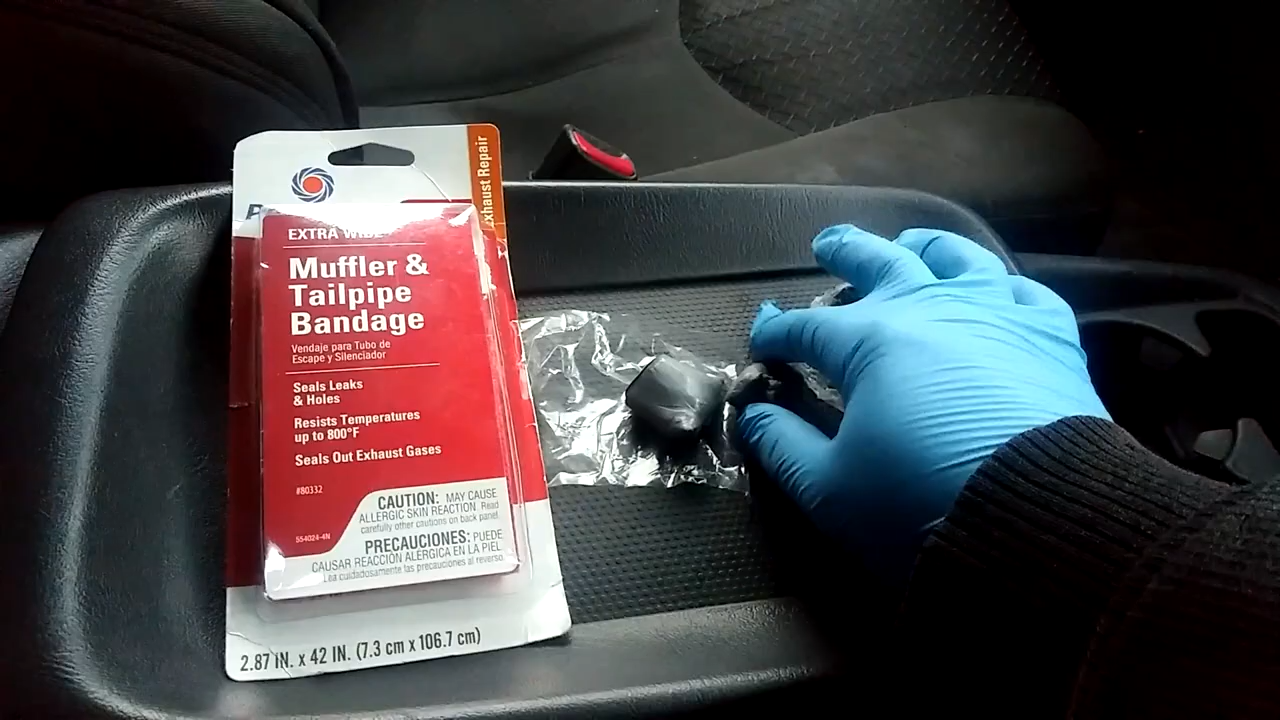 xhaust Repair
EXTRA WIDE
Muffler &
Tailpipe
Bandage
Vendaje para Tubo de
Escape y Silenciador
Seals Leaks
& Holes
Resists Temperatures
up to 800°F
Seals Out Exhaust Gases
#80332
554024-4N
CAUTION: MAY CAUSE
ALLERGIC SKIN REACTION. Read
carefully other cautions on back panel.
PRECAUCIONES: PUEDE
CAUSAR REACCIÓN ALÉRGICA EN LA PIEL.
Lea cuidadosamente las precauciones al reverso.
2.87 IN. x 42 IN. (7.3 cm x 106.7 cm)